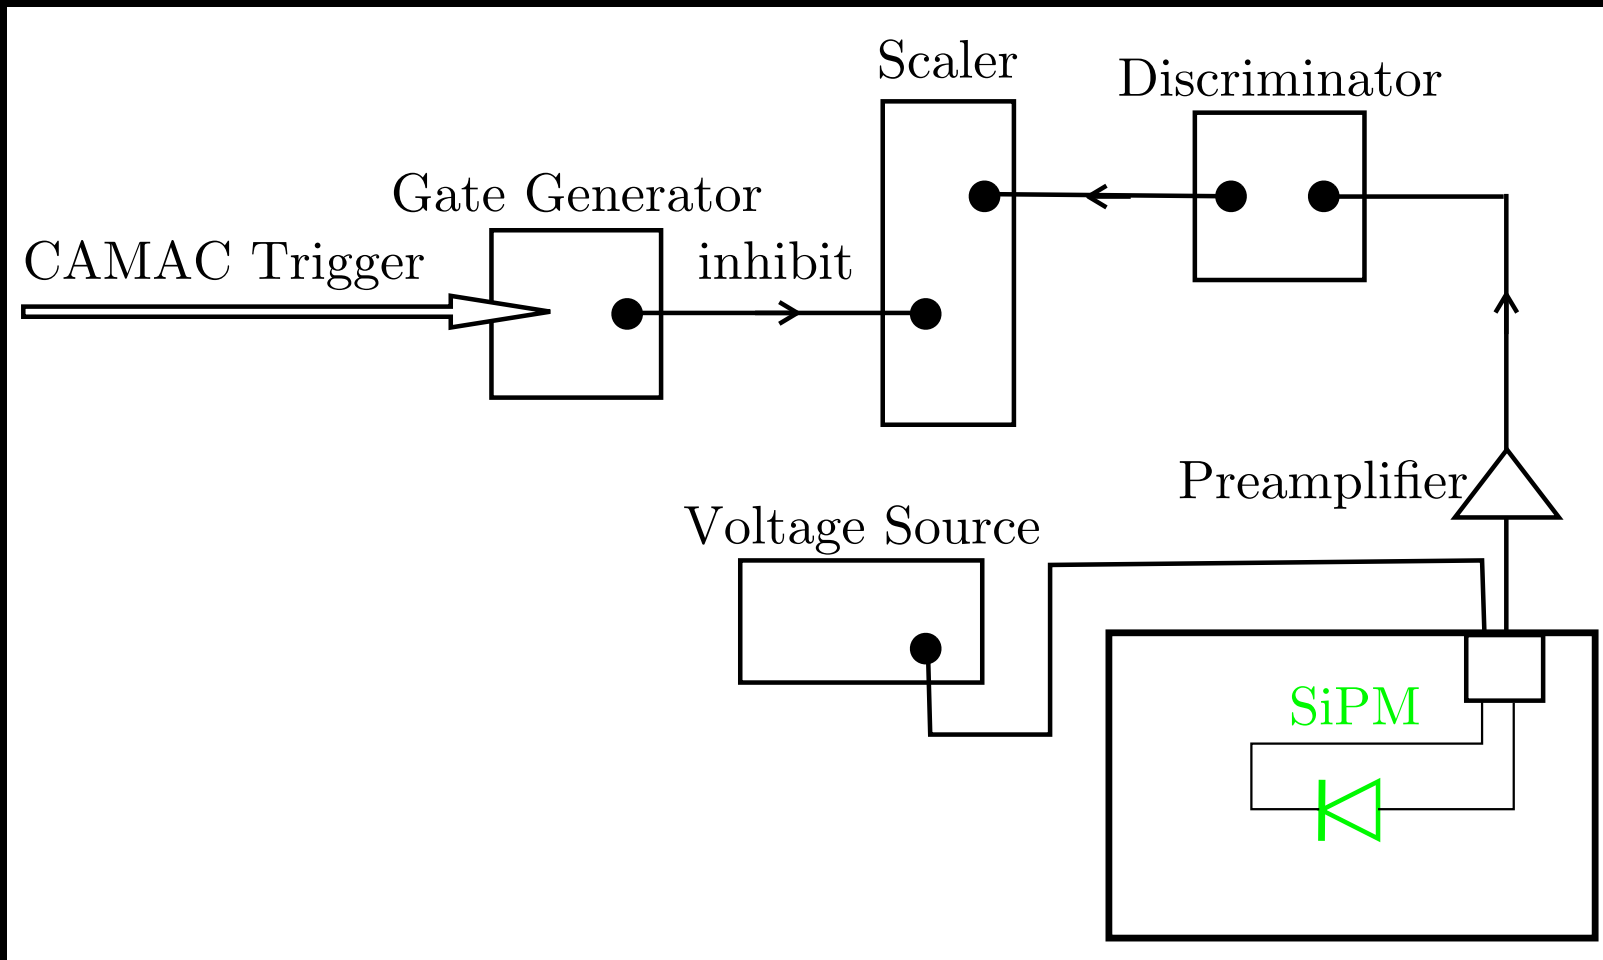 Scaler
Discriminator
Gate Generator
CAMAC Trigger
inhibit
Preamplifier
Voltage Source
SiPM